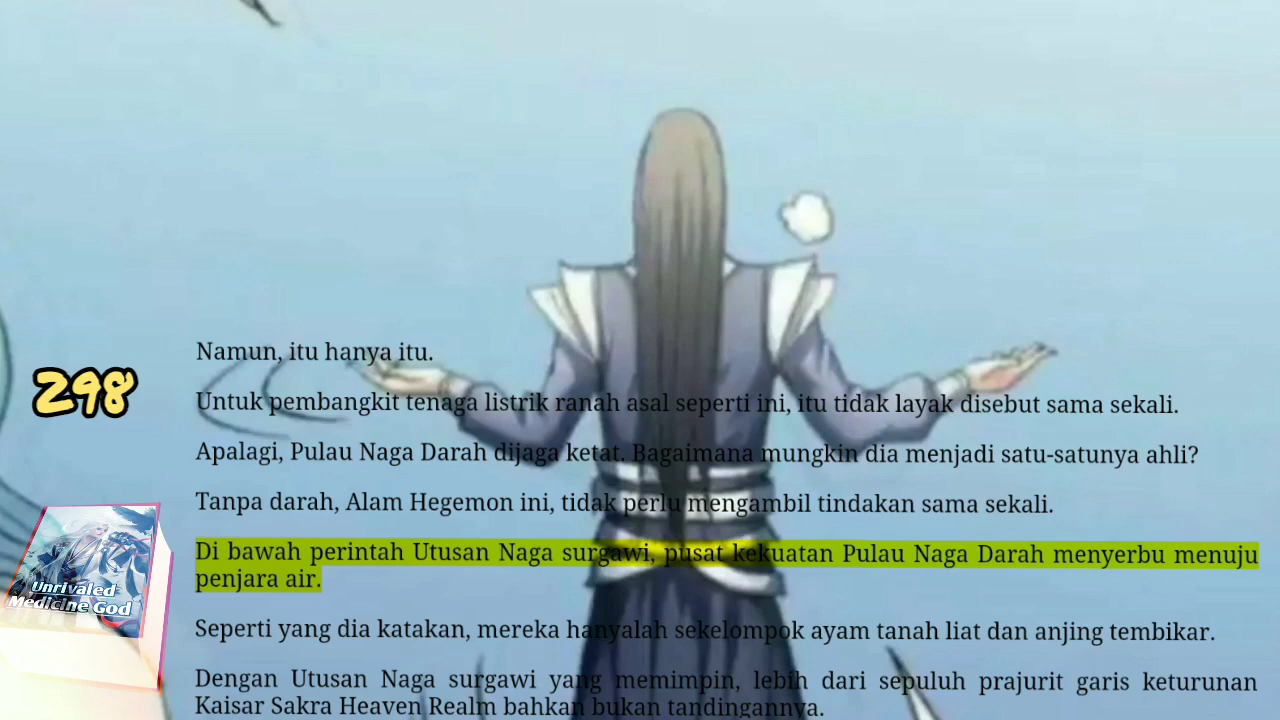 Namun, itu hanya itu.
298
Untuk pembangkit tenaga listrik ranah asal seperti ini, itu tidak layak disebut sama sekali.
Apalagi, Pulau Naga Darah dijaga ketat. Bagaimana mungkin dia menjadi satu-satunya ahli?
Tanpa darah, Alam Hegemon ini, tidak perlu mengambil tindakan sama sekali.
Di bawah perintah Utusan Naga surgawi, pusat kekuatan Pulau Naga Darah menyerbu menuju
penjara air.
Unrivaled
Medicine God
Seperti yang dia katakan, mereka hanyalah sekelompok ayam tanah liat dan anjing tembikar.
Dengan Utusan Naga surgawi yang memimpin, lebih dari sepuluh prajurit garis keturunan
Kaisar Sakra Heaven Realm bahkan bukan tandingannya.